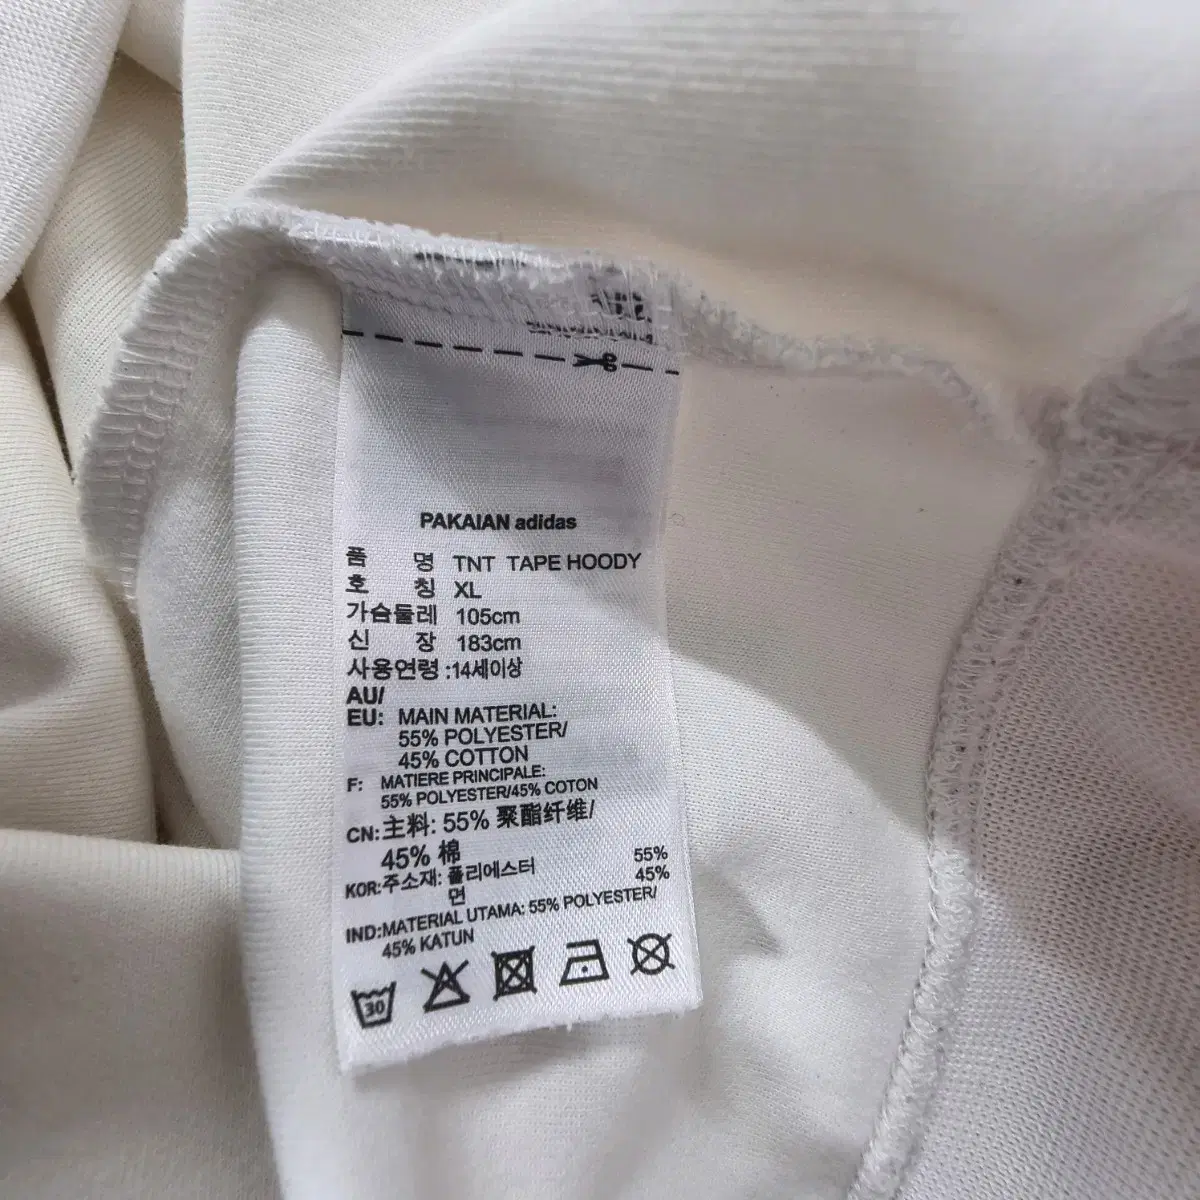 PAKAIAN adidas
품 명 TNT TAPE HOODY
호 칭 XL
가슴둘레 105cm
신 장 183cm
사용연령 :14세이상
AU/
EU: MAIN MATERIAL:
55% POLYESTER/
45% COTTON
F: MATIERE PRINCIPALE:
55% POLYESTER/45% COTON
CN:主料: 55% 聚酯纤维/
45% 棉
KOR:주소재: 폴리에스터 55%
면 45%
IND:MATERIAL UTAMA: 55% POLYESTER/
45% KATUN
30